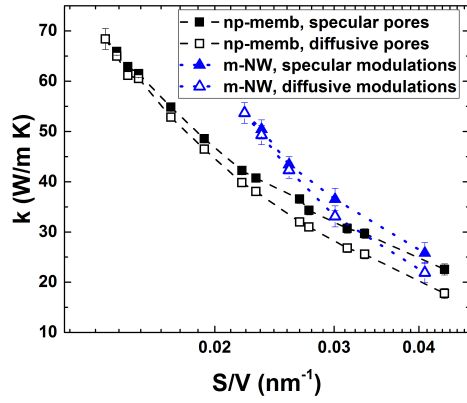 np-memb, specular pores
np-memb, diffusive pores
m-NW, specular modulations
m-NW, diffusive modulations
70
60
50
40
30
20
10
k (W/m K)
0.02
0.03
0.04
S/V (nm⁻¹)